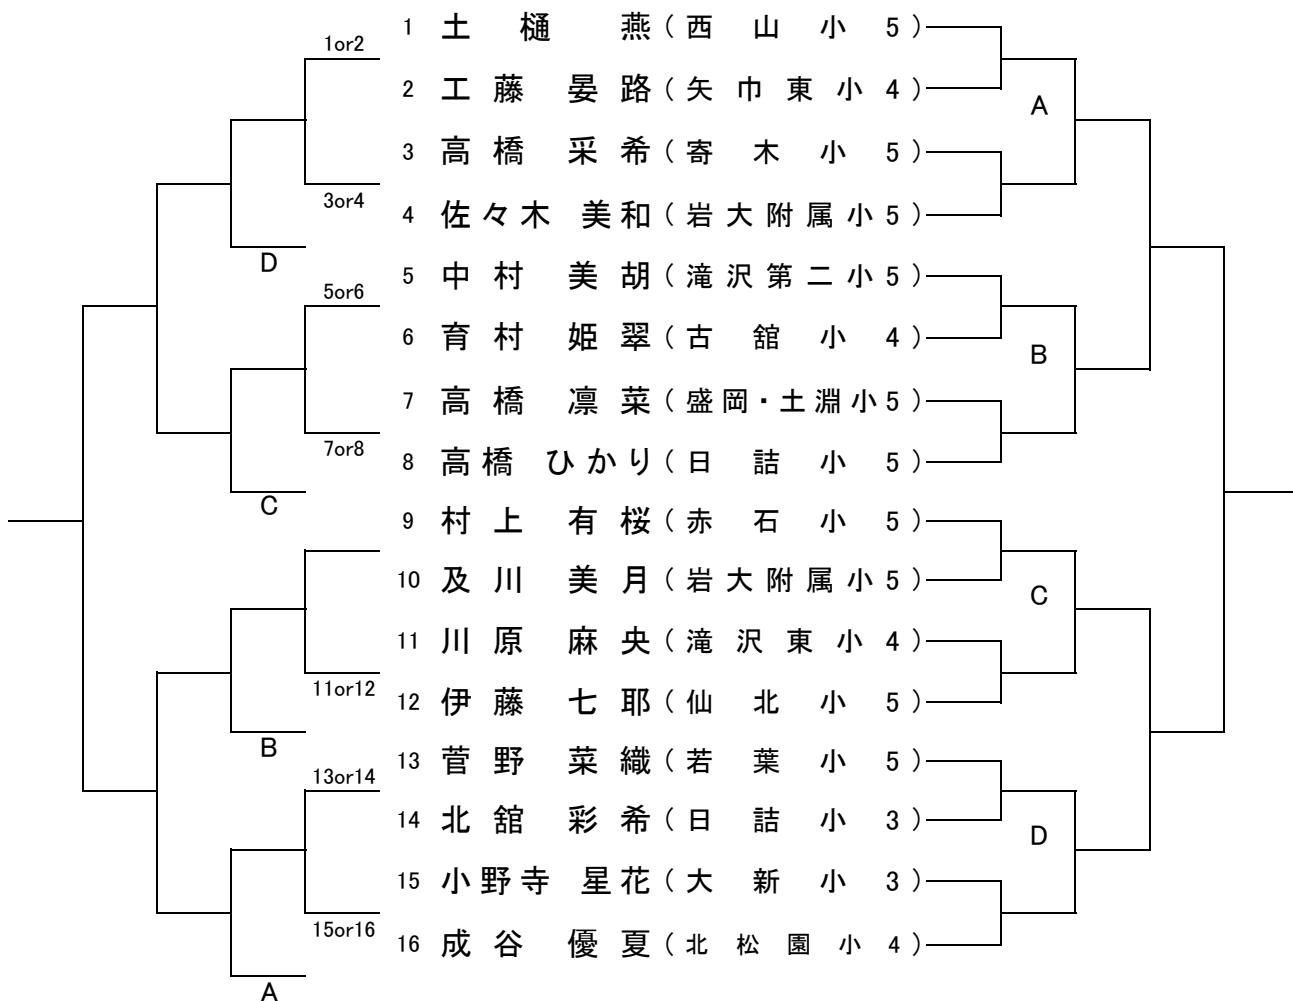 1 土樋 燕(西山小 5)
1or2
2 工藤 晏路(矢巾東小 4)
A
3 高橋 采希(寄木小 5)
3or4
4 佐々木 美和(岩大附属小 5)
D
5 中村 美胡(滝沢第二小 5)
5or6
6 育村 姫翠(古舘小 4)
B
7 高橋 凛菜(盛岡・土淵小 5)
7or8
8 高橋 ひかり(日詰小 5)
C
9 村上 有桜(赤石小 5)
10 及川 美月(岩大附属小 5)
C
11 川原 麻央(滝沢東小 4)
11or12
12 伊藤 七耶(仙北小 5)
B
13 菅野 菜織(若葉小 5)
13or14
14 北舘 彩希(日詰小 3)
D
15 小野寺 星花(大新小 3)
15or16
16 成谷 優夏(北松園小 4)
A